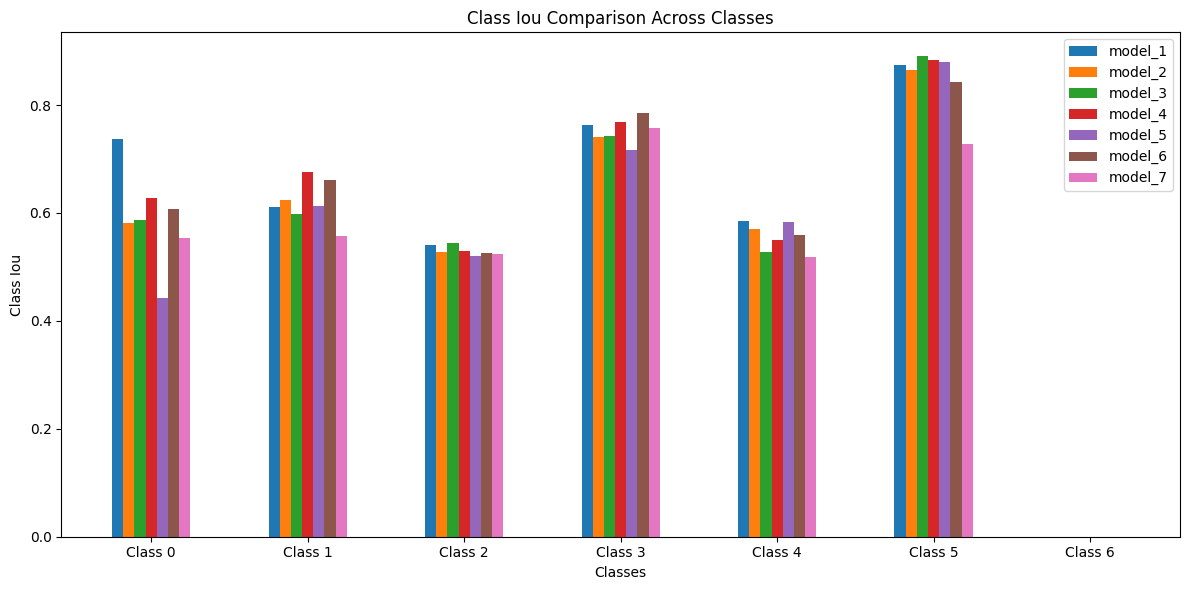 Class Iou Comparison Across Classes
model_1
model_2
model_3
model_4
model_5
model_6
model_7
Class Iou
0.8
0.6
0.4
0.2
0.0
Class 0 Class 1 Class 2 Class 3 Class 4 Class 5 Class 6
Classes